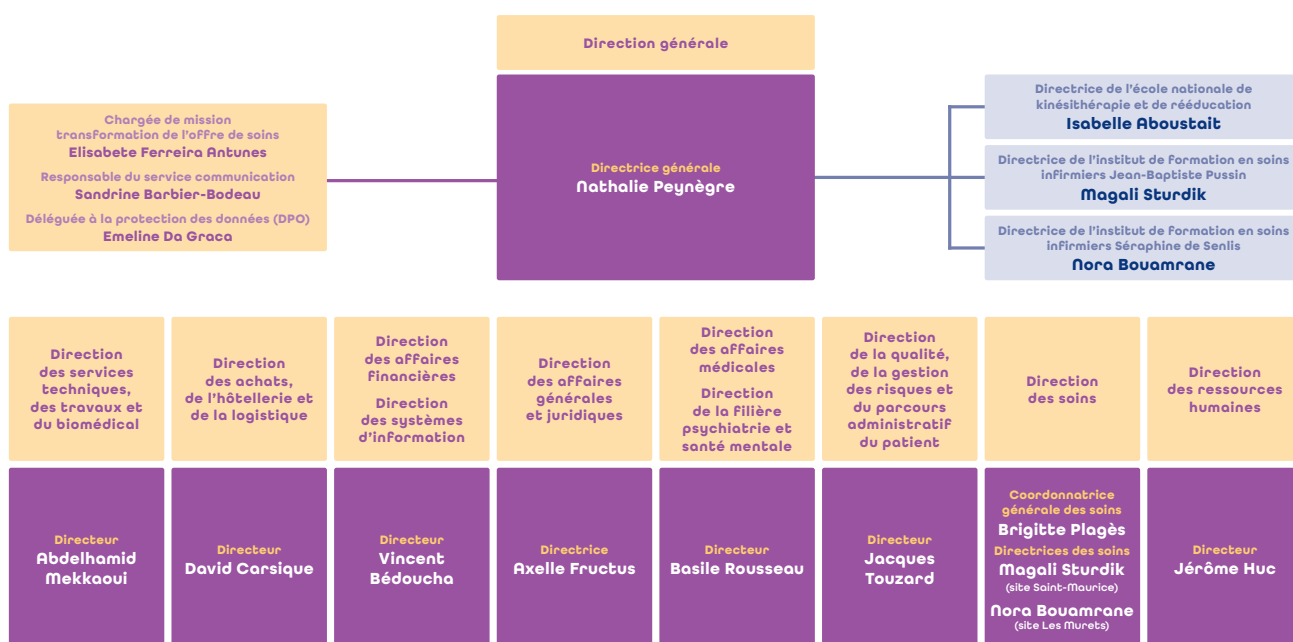 Direction générale
Directrice générale
Nathalie Peynègre
Chargée de mission
transformation de l'offre de soins
Elisabete Ferreira Antunes
Responsable du service communication
Sandrine Barbier-Bodeau
Déléguée à la protection des données (DPO)
Emeline Da Graca
Directrice de l'école nationale de
kinésithérapie et de rééducation
Isabelle Aboustait
Directrice de l'institut de formation en soins
infirmiers Jean-Baptiste Pussin
Magali Sturdik
Directrice de l'institut de formation en soins
infirmiers Séraphine de Senlis
Nora Bouamrane
Direction
des services
techniques,
des travaux et
du biomédical
Directeur
Abdelhamid
Mekkaoui
Direction
des achats,
de l'hôtellerie et
de la logistique
Directeur
David Carsique
Direction
des affaires
financières
Direction
des systèmes
d'information
Directeur
Vincent
Bédoucha
Direction
des affaires
générales
et juridiques
Directrice
Axelle Fructus
Direction
des affaires
médicales
Direction
de la filière
psychiatrie et
santé mentale
Directeur
Basile Rousseau
Direction
de la qualité,
de la gestion
des risques et
du parcours
administratif
du patient
Directeur
Jacques
Touzard
Direction
des soins
Coordonnatrice
générale des soins
Brigitte Plagès
Directrices des soins
Magali Sturdik
(site Saint-Maurice)
Nora Bouamrane
(site Les Murets)
Direction
des ressources
humaines
Directeur
Jérôme Huc